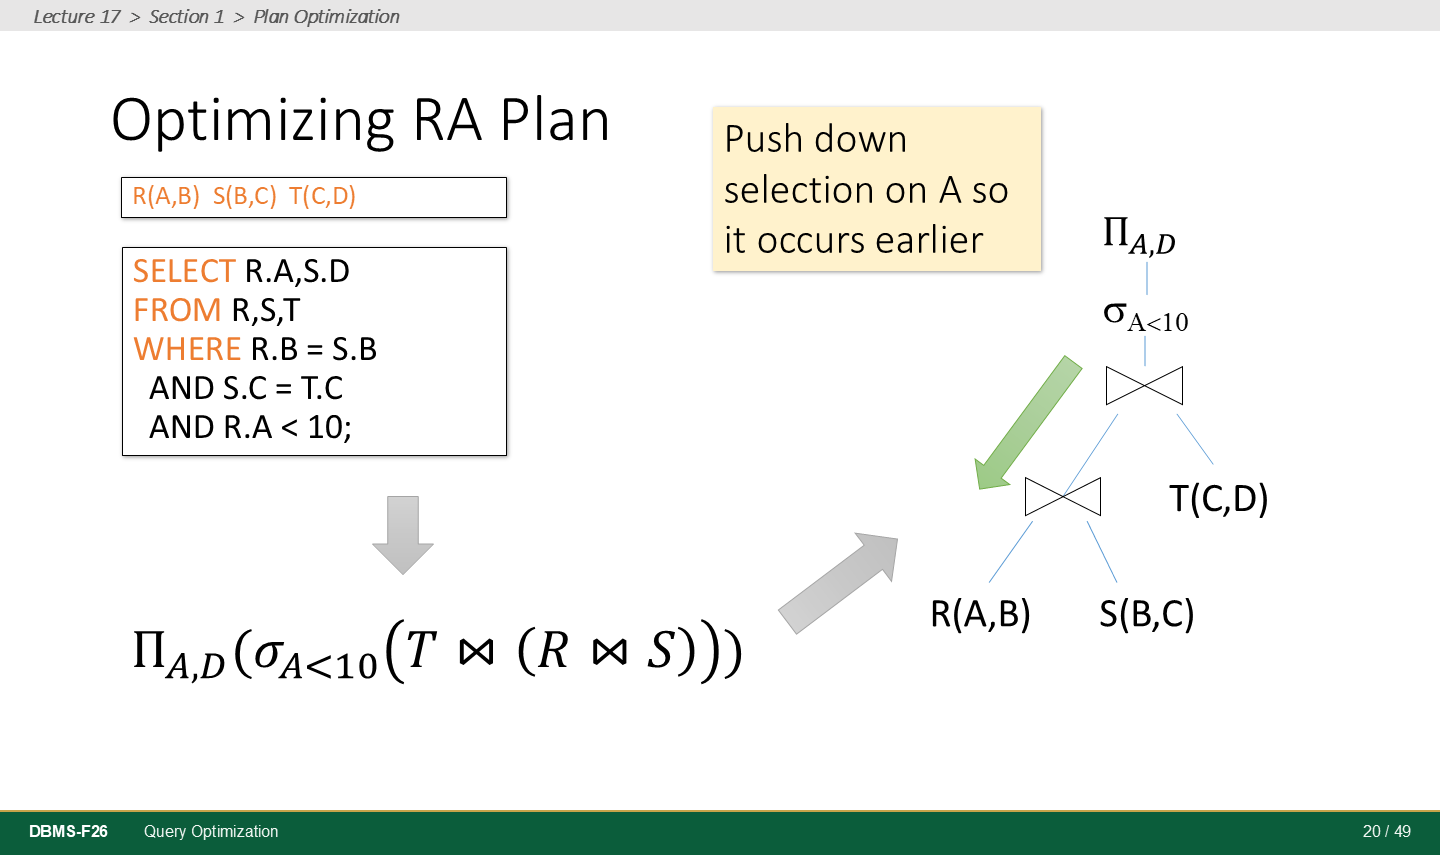 Lecture 17 > Section 1 > Plan Optimization
Optimizing RA Plan
R(A,B) S(B,C) T(C,D)
SELECT R.A,S.D
FROM R,S,T
WHERE R.B = S.B
AND S.C = T.C
AND R.A < 10;
Π_{A,D}(σ_{A<10}(T ⋈ (R ⋈ S)))
Push down
selection on A so
it occurs earlier
Π_{A,D}
σ_{A<10}
T(C,D)
R(A,B) S(B,C)
DBMS-F26 Query Optimization 20 / 49